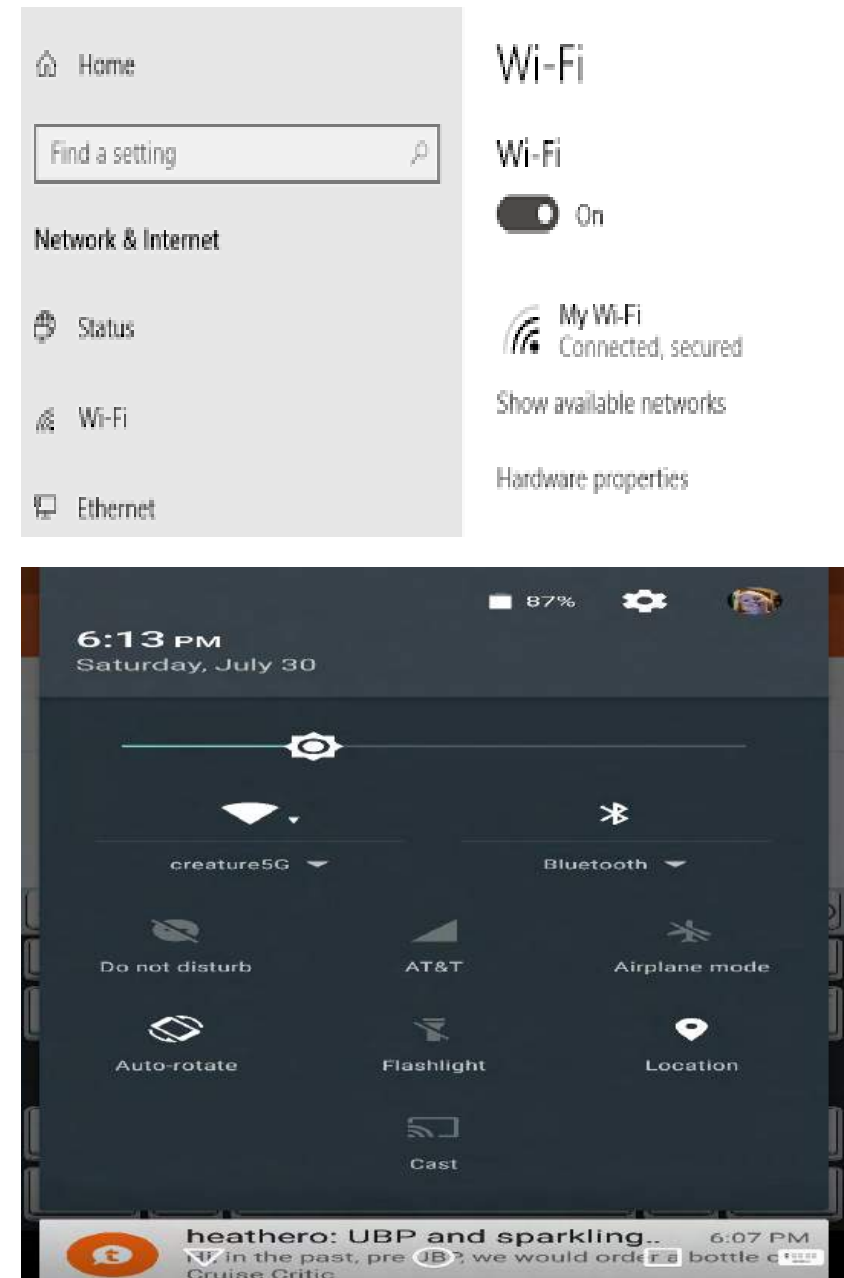 Home
Find a setting
Network & Internet
Status
Wi-Fi
Ethernet
Wi-Fi
Wi-Fi
On
My Wi-Fi
Connected, secured
Show available networks
Hardware properties
87%
6:13 PM
Saturday, July 30
creature5G
Bluetooth
Do not disturb
AT&T
Airplane mode
Auto-rotate
Flashlight
Location
Cast
heathero: UBP and sparkling.. 6:07 PM
Hi, in the past, pre UBP, we would order a bottle
Cruise Critic